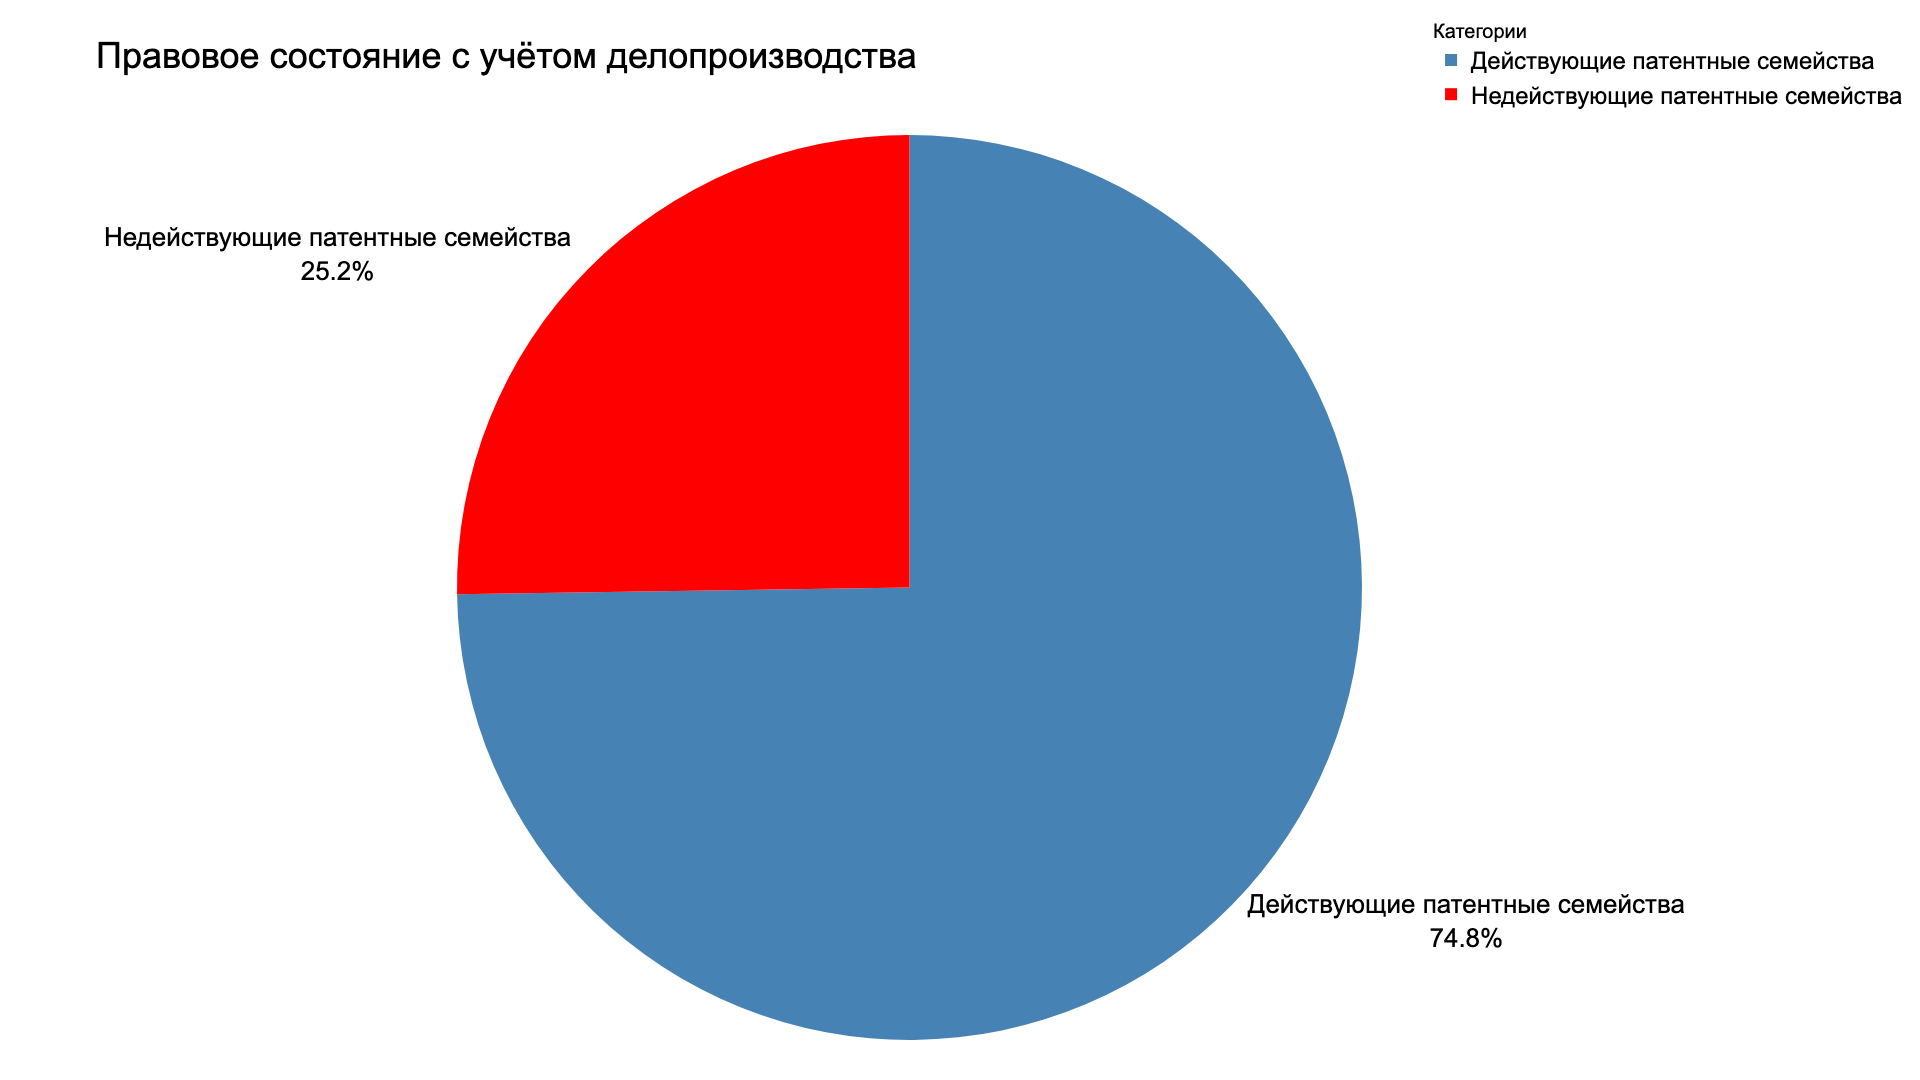 Правовое состояние с учётом делопроизводства
Категории
Действующие патентные семейства
Недействующие патентные семейства
Недействующие патентные семейства
25.2%
Действующие патентные семейства
74.8%